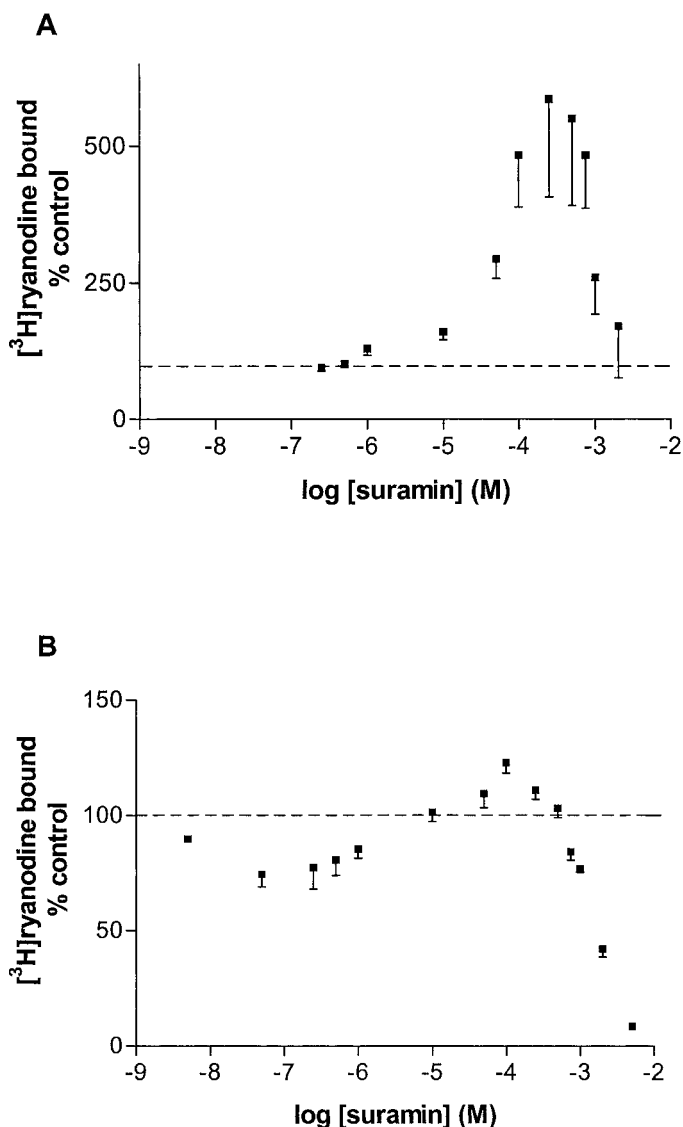 A
[³H]ryanodine bound
% control
500
250
0
-9 -8 -7 -6 -5 -4 -3 -2
log [suramin] (M)
B
[³H]ryanodine bound
% control
150
100
50
0
-9 -8 -7 -6 -5 -4 -3 -2
log [suramin] (M)